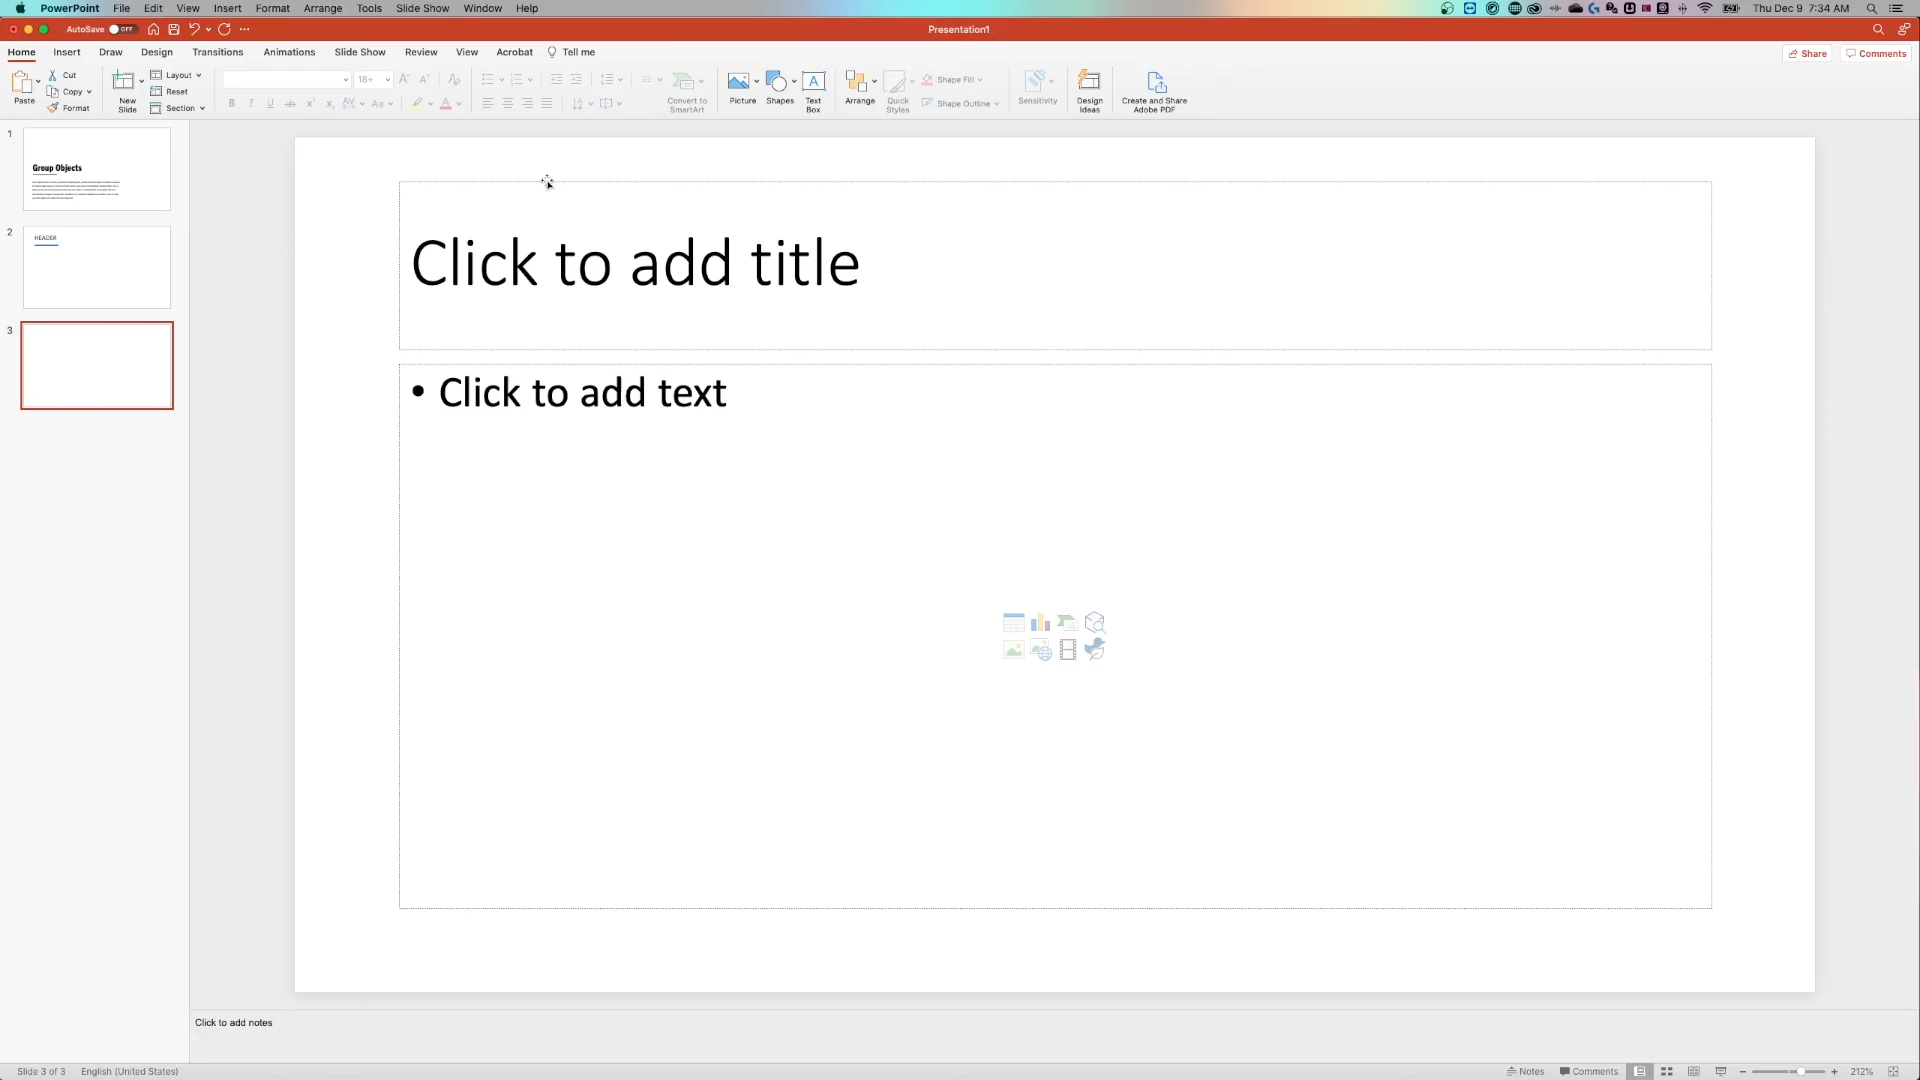 PowerPoint File Edit View Insert Format Arrange Tools Slide Show Window Help
Thu Dec 9 7:34 AM
AutoSave OFF
Presentation1
Home Insert Draw Design Transitions Animations Slide Show Review View Acrobat Tell me
Share Comments
Paste
Cut
Copy
Format
New
Slide
Layout
Reset
Section
18+
Convert to
SmartArt
Picture
Shapes
Text
Box
Arrange
Quick
Styles
Shape Fill
Shape Outline
Sensitivity
Design
Ideas
Create and Share
Adobe PDF
1
Group Objects
2
HEADER
3
Click to add title
• Click to add text
Click to add notes
Slide 3 of 3 English (United States)
Notes Comments 212%